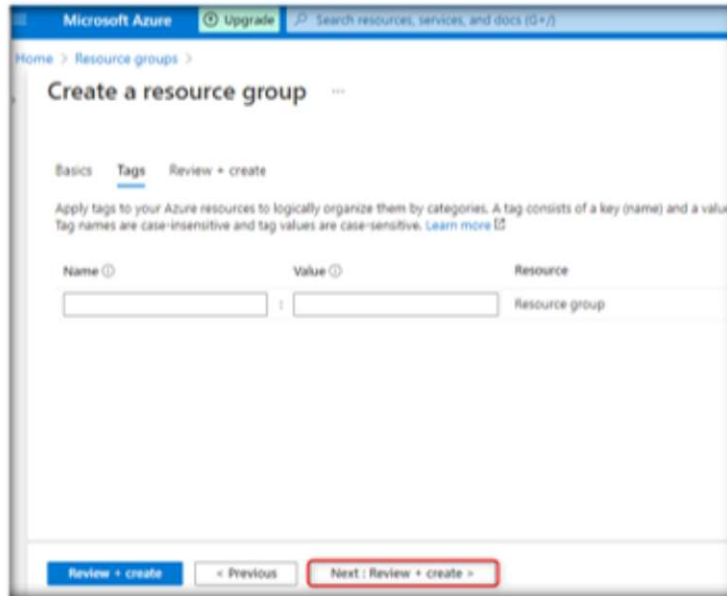 Microsoft Azure Upgrade Search resources, services, and docs (G+/)
Home > Resource groups >
Create a resource group ...
Basics Tags Review + create
Apply tags to your Azure resources to logically organize them by categories. A tag consists of a key (name) and a value
Tag names are case-insensitive and tag values are case-sensitive. Learn more
Name Value Resource
: Resource group
Review + create < Previous Next : Review + create >